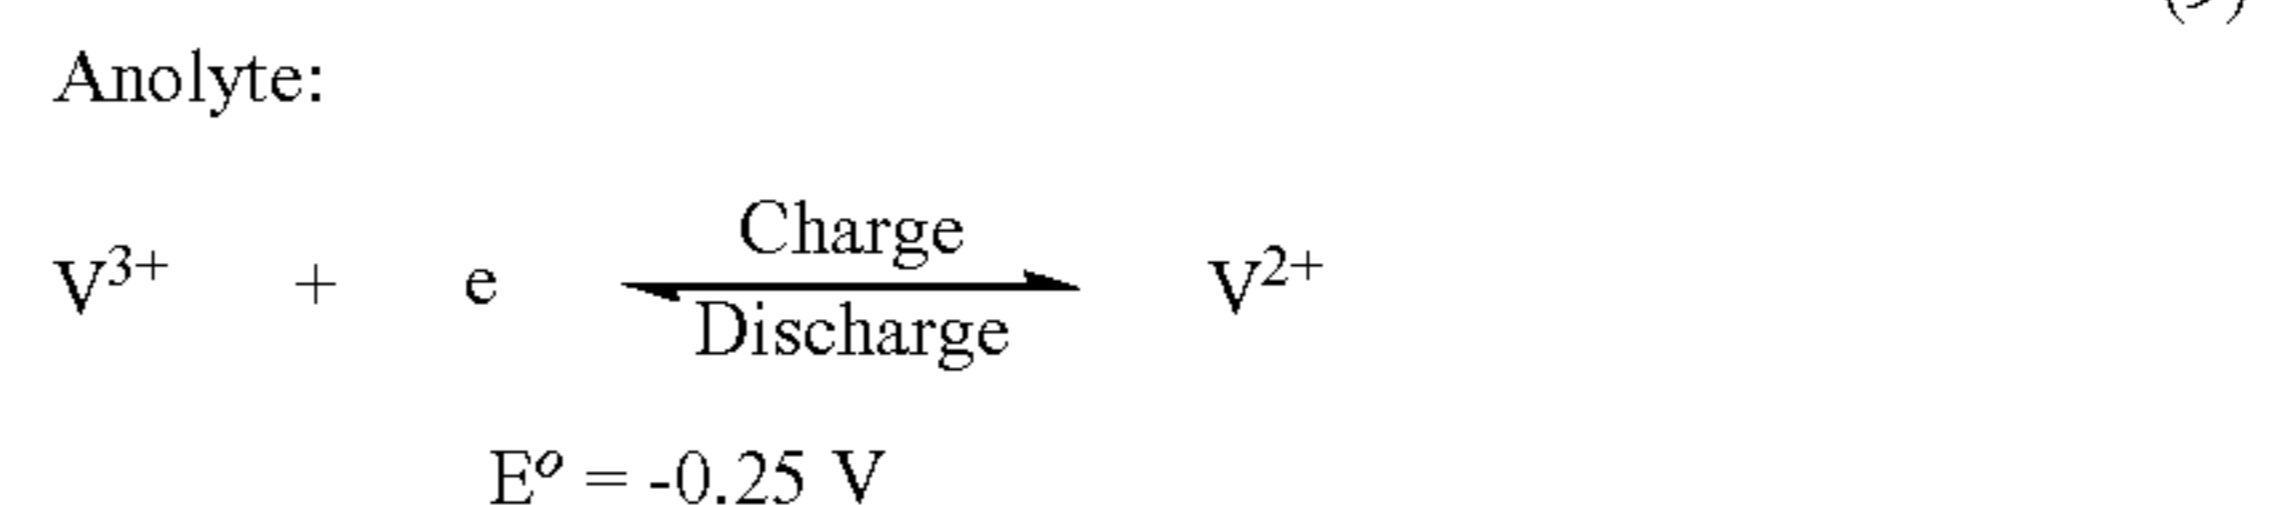 Anolyte:
Charge
V³⁺ + e ⇌ V²⁺
Discharge
Eᵒ = -0.25 V